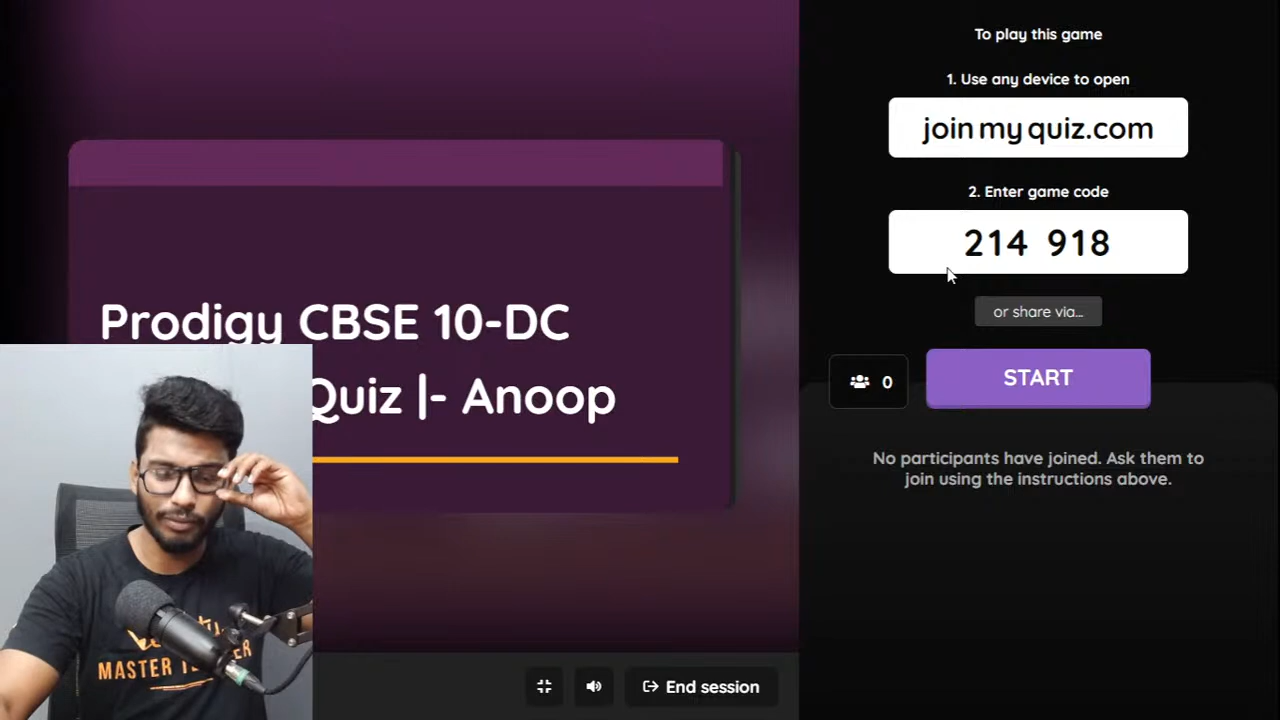 Prodigy CBSE 10-DC
Quiz |- Anoop
To play this game
1. Use any device to open
join my quiz.com
2. Enter game code
214 918
or share via...
0
START
No participants have joined. Ask them to
join using the instructions above.
MASTER
End session